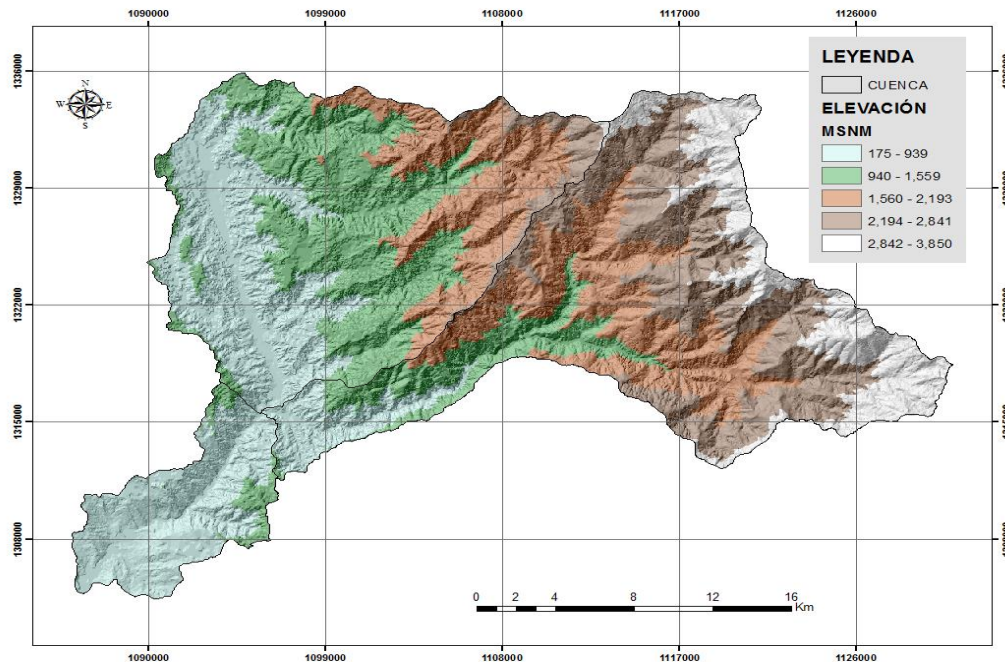 1090000 1099000 1108000 1117000 1126000
1336000
1329000
1322000
1315000
1308000
N
W E
S
LEYENDA
CUENCA
ELEVACIÓN
MSNM
175 - 939
940 - 1,559
1,560 - 2,193
2,194 - 2,841
2,842 - 3,850
1322000
1308000
0 2 4 8 12 16
Km
1090000 1099000 1108000 1117000 1126000